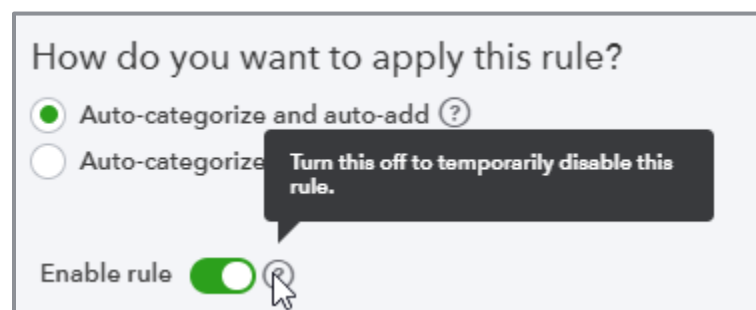 How do you want to apply this rule?
Auto-categorize and auto-add ?
Auto-categorize
Turn this off to temporarily disable this
rule.
Enable rule